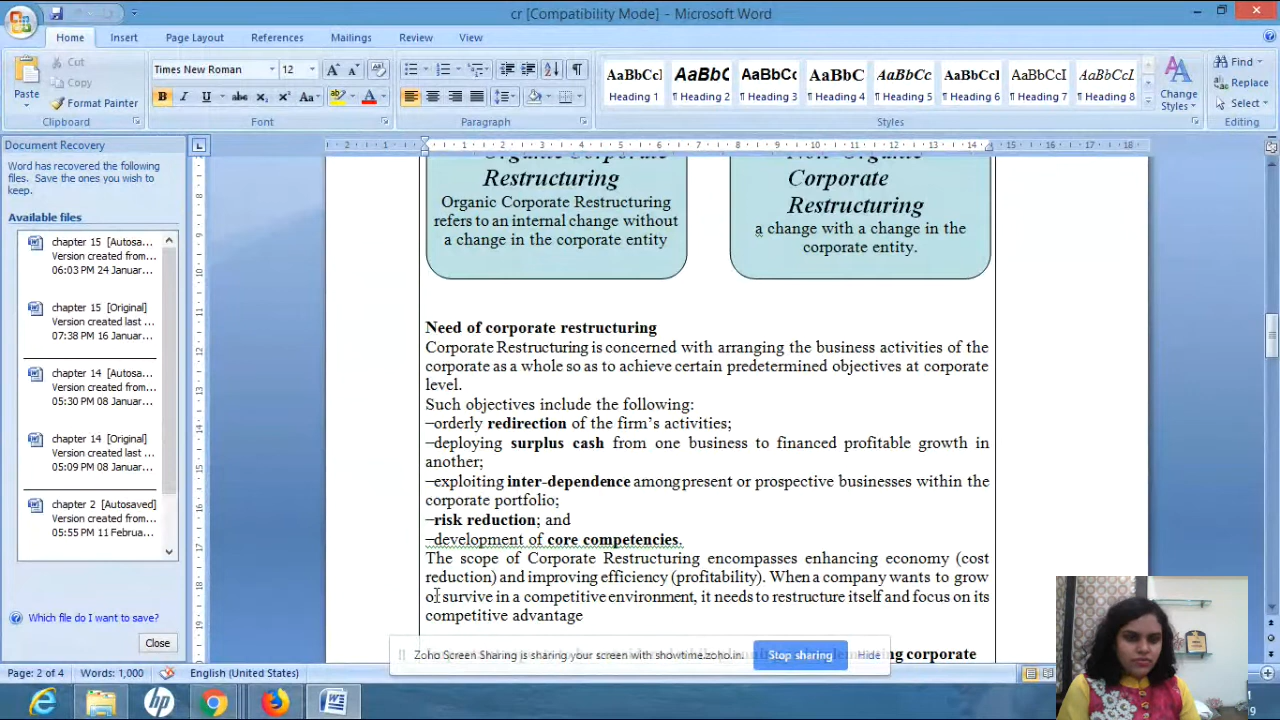 cr [Compatibility Mode] - Microsoft Word
Home Insert Page Layout References Mailings Review View
Paste
Cut
Copy
Format Painter
Clipboard
Times New Roman 12
Font
Paragraph
AaBbCcI AaBbC AaBbCc AaBbC AaBbCcI AaBbCcI AaBbCcI AaBbCcI
Heading 1 ¶ Heading 2 ¶ Heading 3 ¶ Heading 4 ¶ Heading 5 ¶ Heading 6 ¶ Heading 7 ¶ Heading 8
Change Styles
Styles
Find
Replace
Select
Editing
Document Recovery
Word has recovered the following
files. Save the ones you wish to
keep.
Available files
chapter 15 [Autosa...
Version created from...
06:03 PM 24 Januar...
chapter 15 [Original]
Version created last ...
07:38 PM 16 Januar...
chapter 14 [Autosa...
Version created from...
05:30 PM 08 Januar...
chapter 14 [Original]
Version created last ...
05:09 PM 08 Januar...
chapter 2 [Autosaved]
Version created from...
05:55 PM 11 Februa...
Which file do I want to save?
Close
Organic Corporate
Restructuring
Organic Corporate Restructuring
refers to an internal change without
a change in the corporate entity
Corporate
Restructuring
a change with a change in the
corporate entity.
Need of corporate restructuring
Corporate Restructuring is concerned with arranging the business activities of the
corporate as a whole so as to achieve certain predetermined objectives at corporate
level.
Such objectives include the following:
–orderly redirection of the firm's activities;
–deploying surplus cash from one business to financed profitable growth in
another;
–exploiting inter-dependence among present or prospective businesses within the
corporate portfolio;
–risk reduction; and
–development of core competencies.
The scope of Corporate Restructuring encompasses enhancing economy (cost
reduction) and improving efficiency (profitability). When a company wants to grow
or survive in a competitive environment, it needs to restructure itself and focus on its
competitive advantage
corporate
Zoho Screen Sharing is sharing your screen with showtime.zoho.in.
Stop sharing
Hide
Page: 2 of 4 Words: 1,000 English (United States)